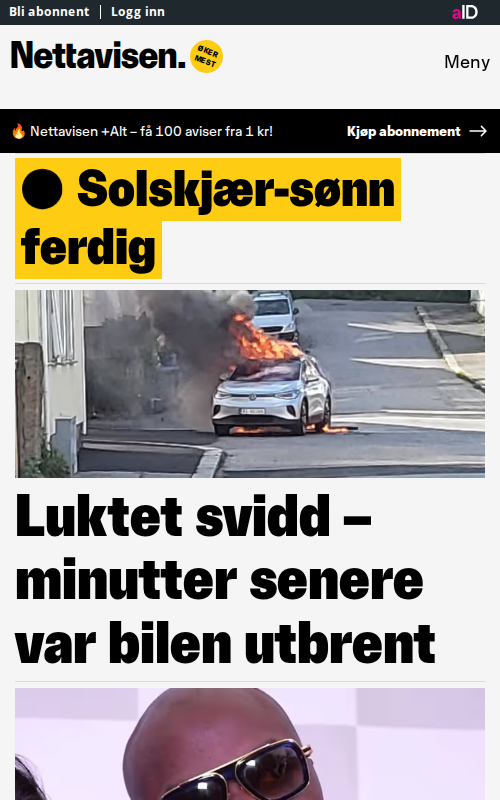 Bli abonnent | Logg inn
aID
Nettavisen.
ØKER
MEST
Meny
Nettavisen +Alt – få 100 aviser fra 1 kr!
Kjøp abonnement →
● Solskjær-sønn
ferdig
Luktet svidd –
minutter senere
var bilen utbrent